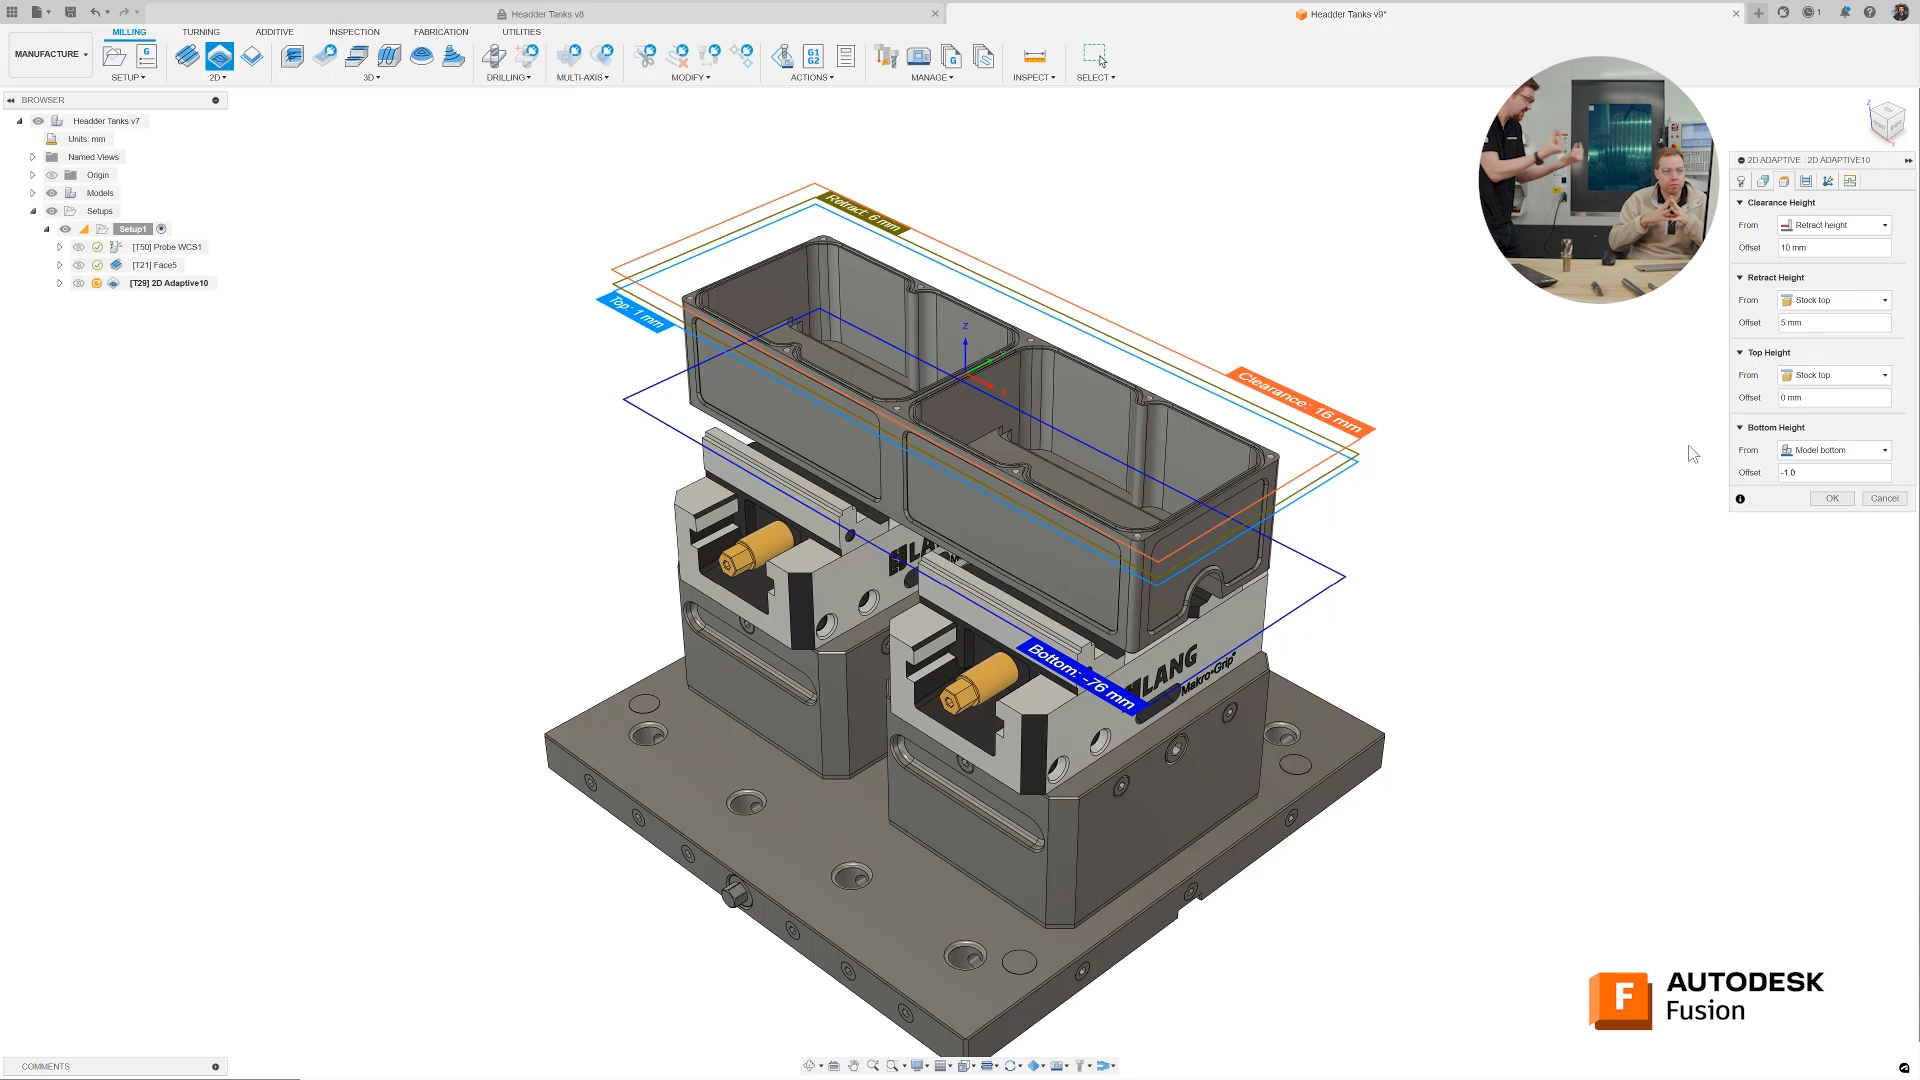 Headder Tanks v8
Headder Tanks v9*
1
MANUFACTURE
MILLING
TURNING
ADDITIVE
INSPECTION
FABRICATION
UTILITIES
G
G1
G2
G
SETUP
2D
3D
DRILLING
MULTI-AXIS
MODIFY
ACTIONS
MANAGE
INSPECT
SELECT
BROWSER
Headder Tanks v7
Units: mm
Named Views
Origin
Models
Setups
Setup1
[T50] Probe WCS1
[T21] Face5
[T29] 2D Adaptive10
Retract: 6 mm
Top: 1 mm
Clearance: 16 mm
Bottom: -76 mm
Z
LANG
Makro•Grip
Z
X
2D ADAPTIVE : 2D ADAPTIVE10
Clearance Height
From
Retract height
Offset
10 mm
Retract Height
From
Stock top
Offset
5 mm
Top Height
From
Stock top
Offset
0 mm
Bottom Height
From
Model bottom
Offset
-1.0
OK
Cancel
F
AUTODESK
Fusion
COMMENTS